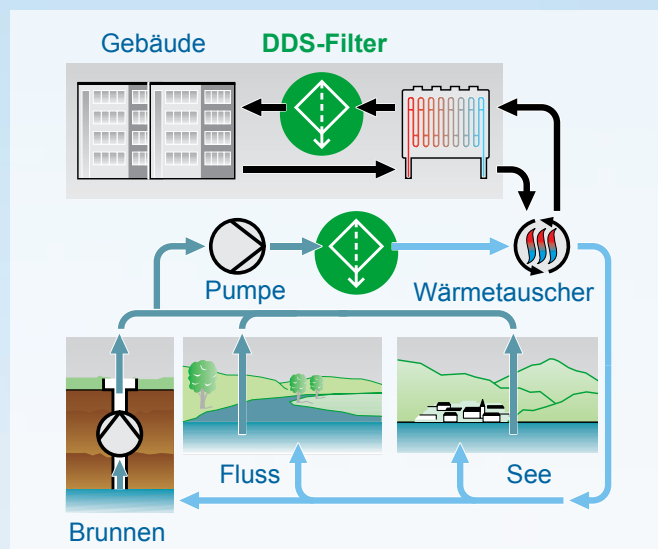 Gebäude
DDS-Filter
Pumpe
Wärmetauscher
Fluss
See
Brunnen